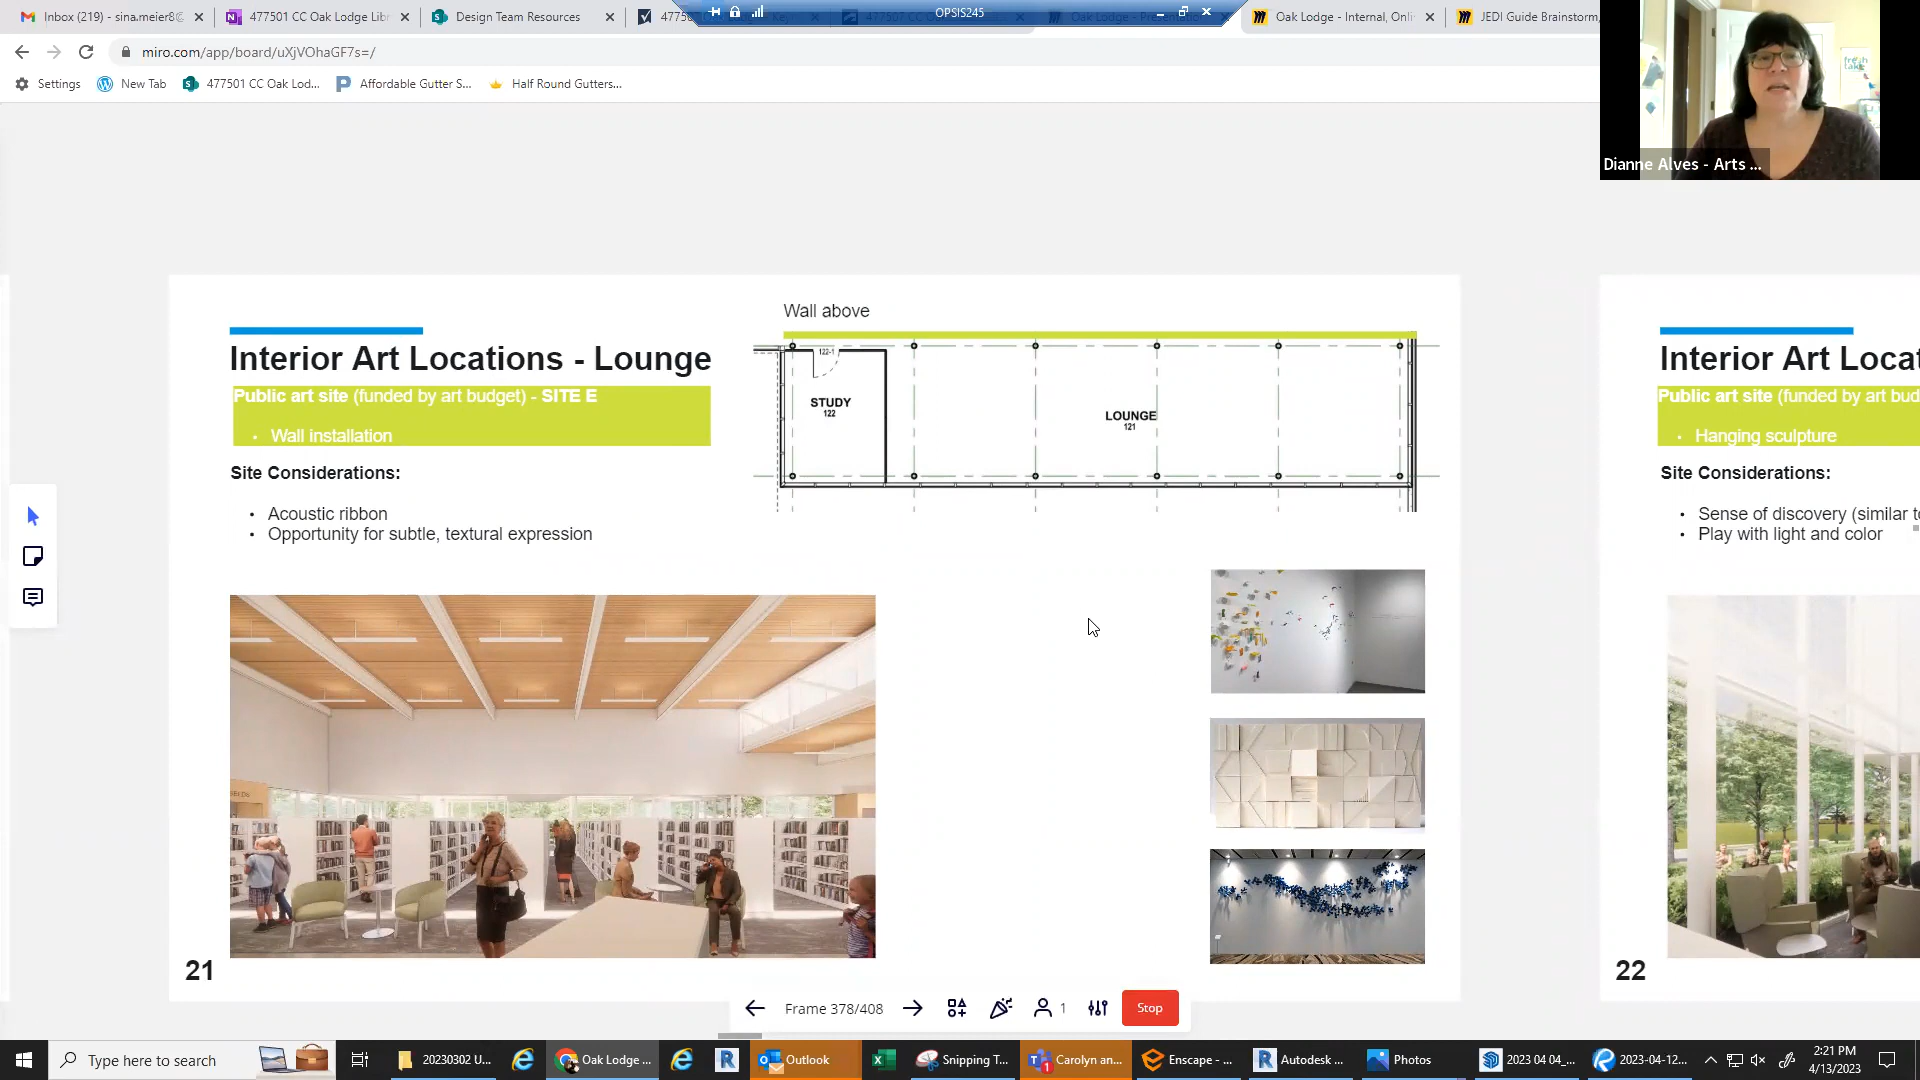 Inbox (219) - sina.meier8@
477501 CC Oak Lodge Libr
Design Team Resources
OPSIS245
Oak Lodge - Internal, Onli
JEDI Guide Brainstorm,
miro.com/app/board/uXjVOhaGF7s=/
Settings
New Tab
477501 CC Oak Lod...
Affordable Gutter S...
Half Round Gutters...
Dianne Alves - Arts ...
Wall above
Interior Art Locations - Lounge
Public art site (funded by art budget) - SITE E
• Wall installation
Site Considerations:
• Acoustic ribbon
• Opportunity for subtle, textural expression
122-1
STUDY
122
LOUNGE
121
21
Interior Art Locat
Public art site (funded by art bud
• Hanging sculpture
Site Considerations:
• Sense of discovery (similar to
• Play with light and color
22
Frame 378/408
1
Stop
Type here to search
20230302 U...
Oak Lodge ...
Outlook
Snipping T...
Carolyn an...
Enscape - ...
Autodesk ...
Photos
2023 04 04_...
2023-04-12...
2:21 PM
4/13/2023